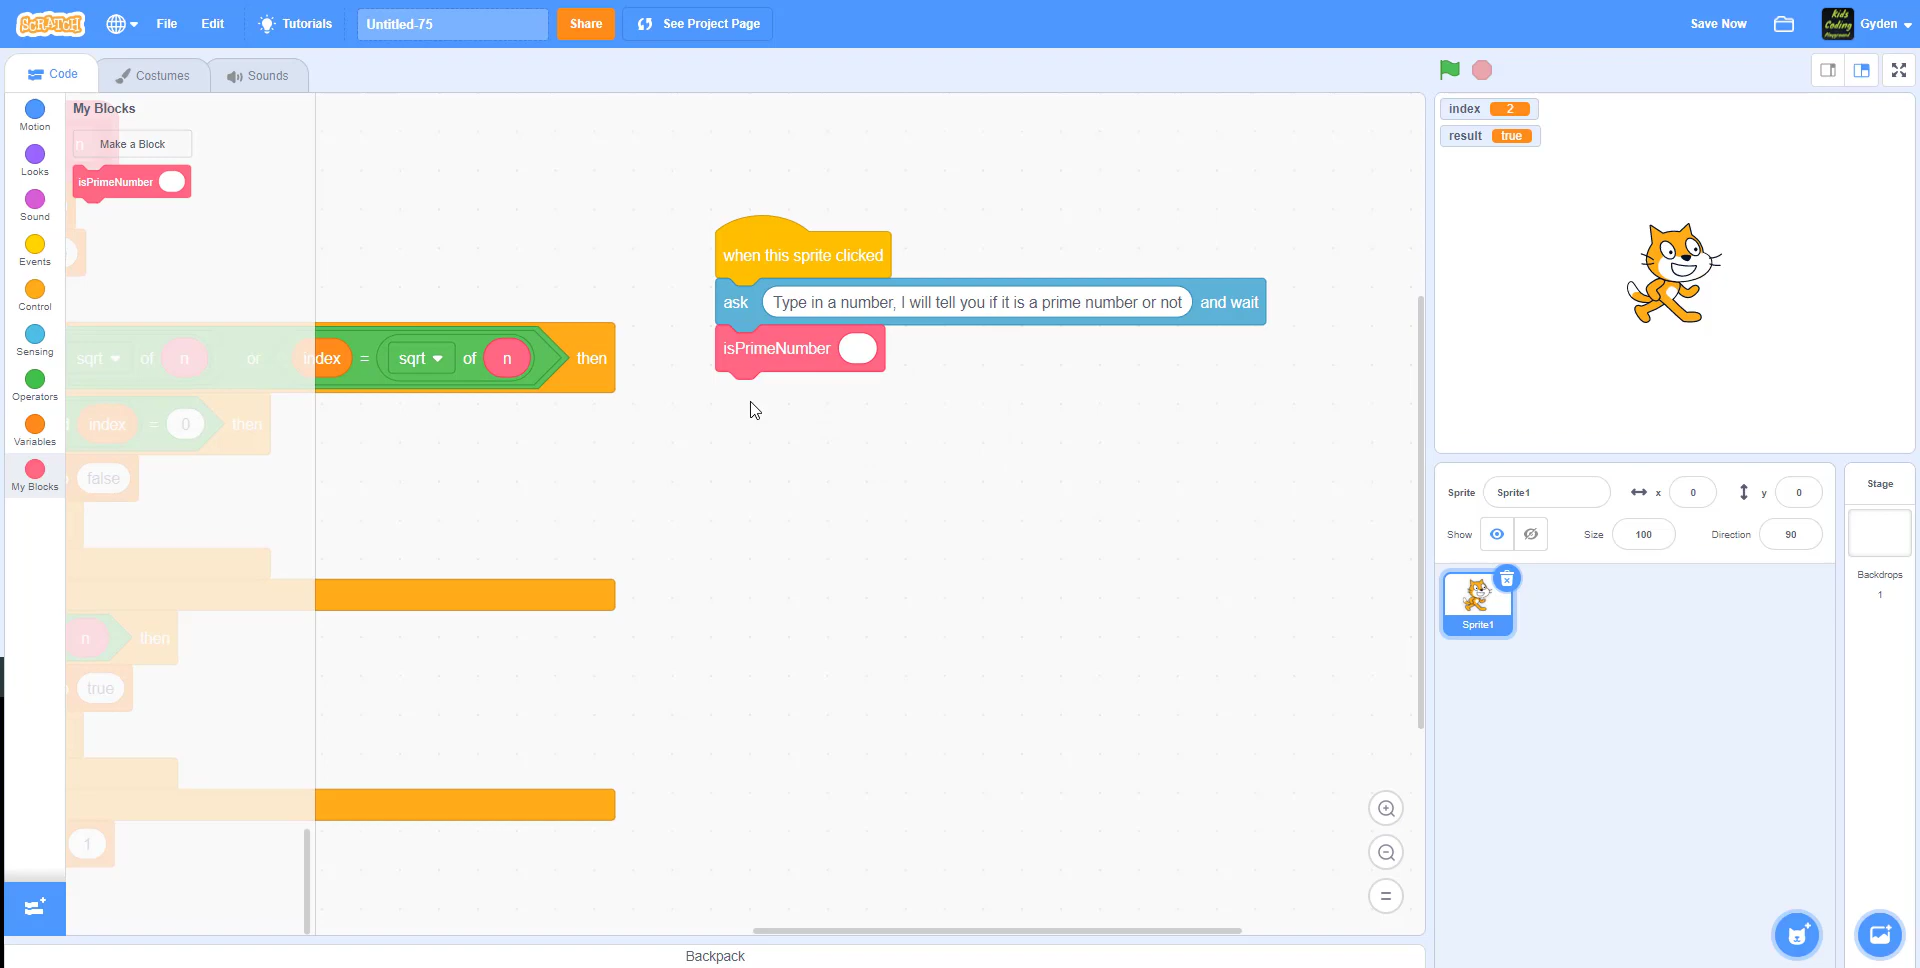 SCRATCH File Edit Tutorials Untitled-75 Share See Project Page Save Now Kids Coding Playground Gyden
Code Costumes Sounds
My Blocks
Motion
n Make a Block
Looks
isPrimeNumber
Sound
Events
Control
Sensing
Operators
Variables
My Blocks
sqrt of n or index = sqrt of n then
index = 0 then
false
n then
true
1
when this sprite clicked
ask Type in a number, I will tell you if it is a prime number or not and wait
isPrimeNumber
index 2
result true
Sprite Sprite1 x 0 y 0
Show Size 100 Direction 90
Sprite1
Stage
Backdrops
1
Backpack